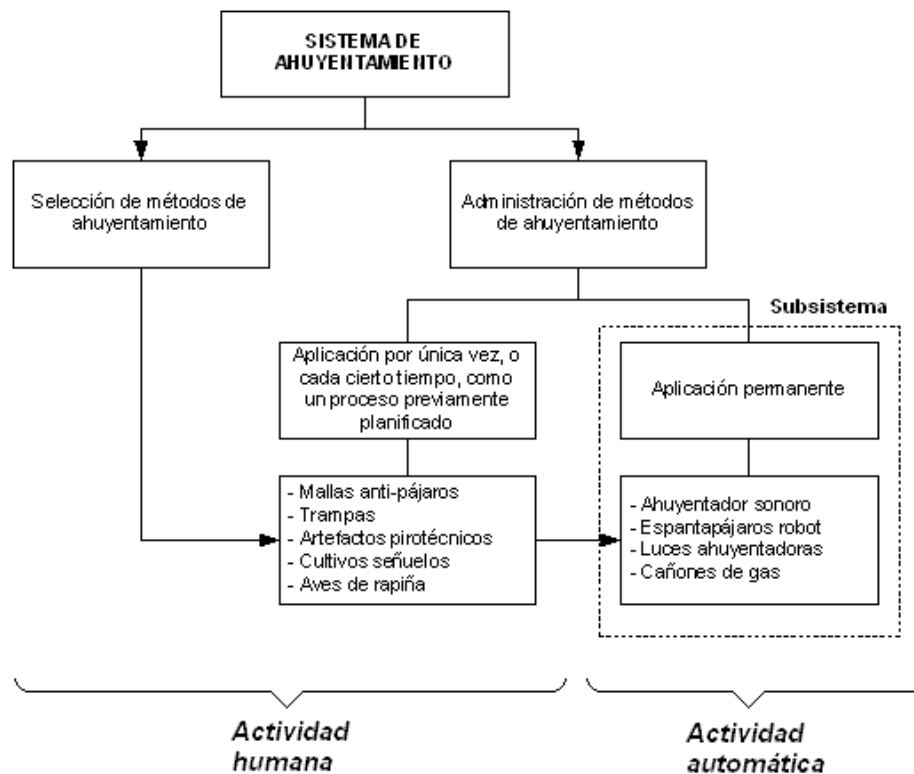 SISTEMA DE
AHUYENTAMIENTO
Selección de métodos de
ahuyentamiento
Administración de métodos
de ahuyentamiento
Subsistema
Aplicación por única vez, o
cada cierto tiempo, como
un proceso previamente
planificado
Aplicación permanente
- Mallas anti-pájaros
- Trampas
- Artefactos pirotécnicos
- Cultivos señuelos
- Aves de rapiña
- Ahuyentador sonoro
- Espantapájaros robot
- Luces ahuyentadoras
- Cañones de gas
Actividad
humana
Actividad
automática